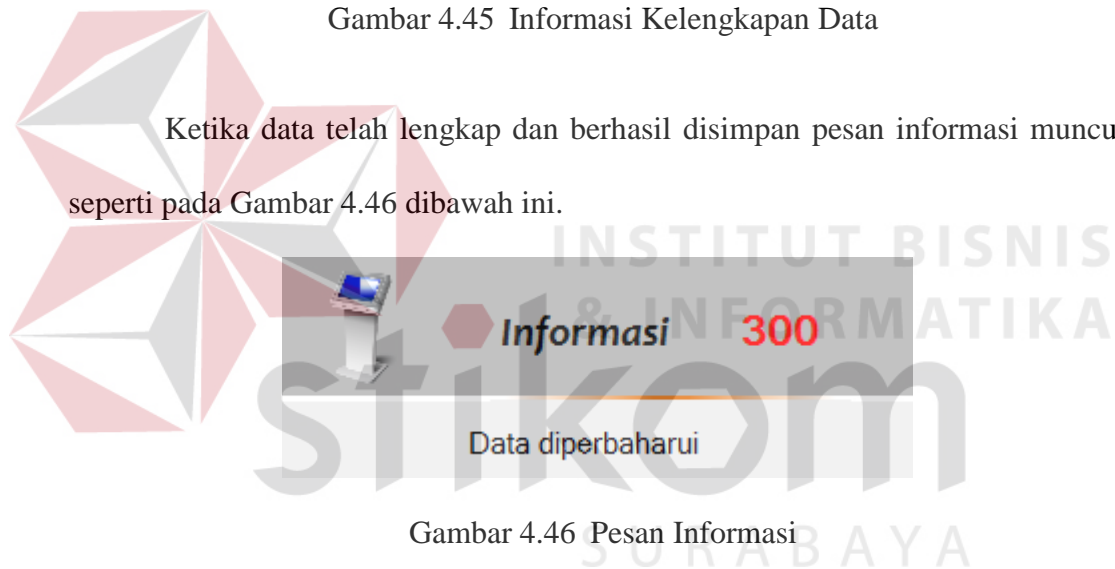 Gambar 4.45 Informasi Kelengkapan Data
Ketika data telah lengkap dan berhasil disimpan pesan informasi muncu
seperti pada Gambar 4.46 dibawah ini.
INSTITUT BISNIS
& INFORMATIKA
Informasi 300
stikom
Data diperbaharui
Gambar 4.46 Pesan Informasi
SURABAYA